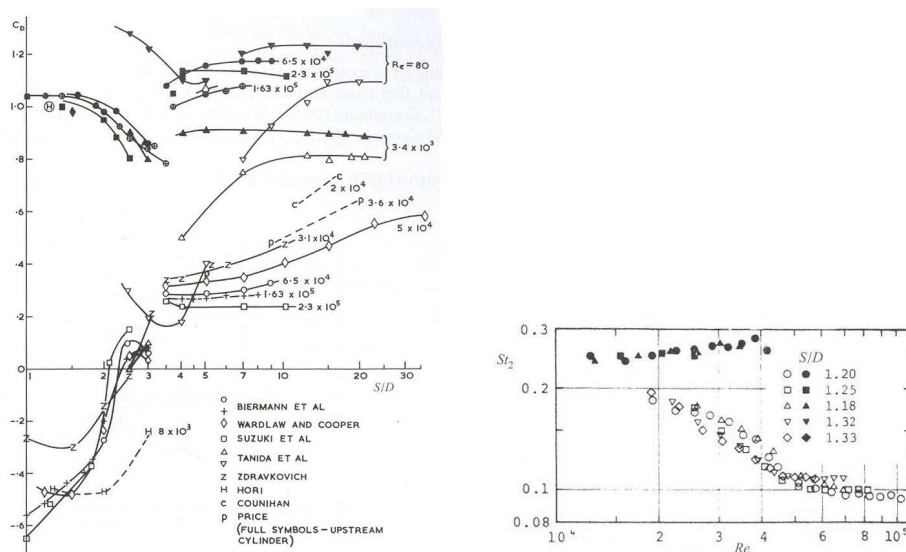 C_D
1.2
1.0
.8
.6
.4
.2
0
-.2
-.4
-.6
1
2
3
4
5
10
20
30
S/D
6.5 x 10⁴
2.3 x 10⁵
1.63 x 10⁵
Re = 80
3.4 x 10³
C
2 x 10⁴
C
P 3.6 x 10⁴
P
3.1 x 10⁴
5 x 10⁴
6.5 x 10⁴
1.63 x 10⁵
2.3 x 10⁵
H 8 x 10³
H
○ BIERMANN ET AL
+
◇ WARDLAW AND COOPER
□ SUZUKI ET AL
△ TANIDA ET AL
▽
Z ZDRAVKOVICH
H HORI
C COUNIHAN
P PRICE
(FULL SYMBOLS – UPSTREAM
CYLINDER)
0.3
St₂
0.2
0.1
0.08
10⁴
2
Re
4
6
8
10⁵
S/D
○ ● 1.20
□ ■ 1.25
△ ▲ 1.18
▽ ▼ 1.32
◇ ◆ 1.33